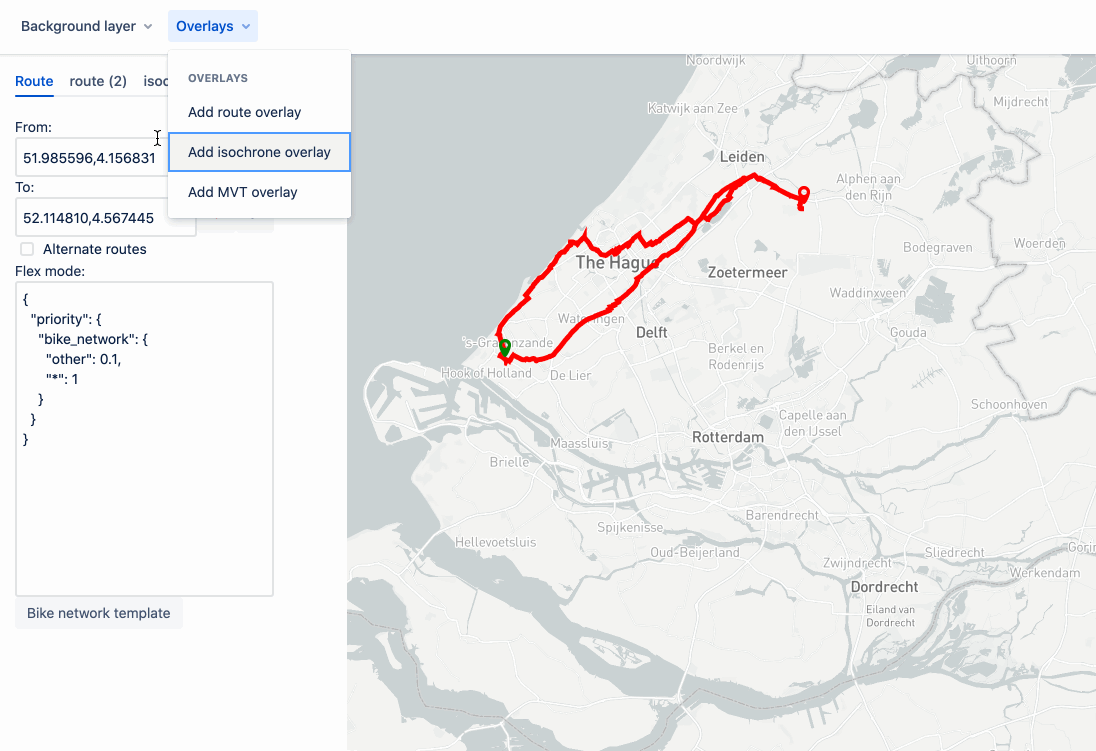 Background layer
Overlays
OVERLAYS
Add route overlay
Add isochrone overlay
Add MVT overlay
Route
route (2)
isoc
From:
51.985596,4.156831
To:
52.114810,4.567445
Alternate routes
Flex mode:
{
"priority": {
"bike_network": {
"other": 0.1,
"*": 1
}
}
}
Bike network template
Noordwijk
Uithoorn
Mijdrecht
Katwijk aan Zee
Leiden
Alphen aan
den Rijn
Woerden
Bodegraven
The Hague
Zoetermeer
Waddinxveen
Wateringen
Delft
Gouda
's-Gravenzande
Berkel en
Rodenrijs
Hook of Holland
De Lier
Schoonhoven
Capelle aan
den IJssel
Rotterdam
Maassluis
Brielle
Barendrecht
Spijkenisse
Hellevoetsluis
Oud-Beijerland
Sliedrecht
Gorin
Zwijndrecht
Werkendam
Dordrecht
Eiland van
Dordrecht